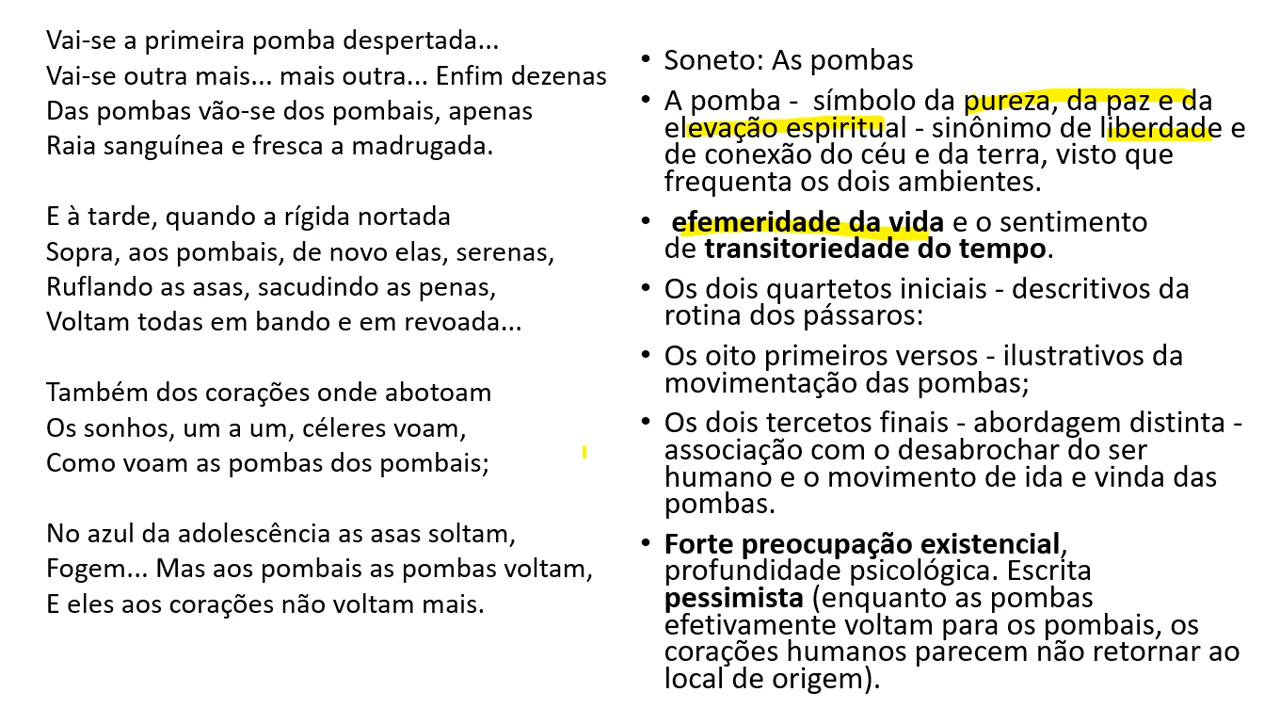 Vai-se a primeira pomba despertada...
Vai-se outra mais... mais outra... Enfim dezenas
Das pombas vão-se dos pombais, apenas
Raia sanguínea e fresca a madrugada.
E à tarde, quando a rígida nortada
Sopra, aos pombais, de novo elas, serenas,
Ruflando as asas, sacudindo as penas,
Voltam todas em bando e em revoada...
Também dos corações onde abotoam
Os sonhos, um a um, céleres voam,
Como voam as pombas dos pombais;
No azul da adolescência as asas soltam,
Fogem... Mas aos pombais as pombas voltam,
E eles aos corações não voltam mais.
• Soneto: As pombas
• A pomba - símbolo da pureza, da paz e da
elevação espiritual - sinônimo de liberdade e
de conexão do céu e da terra, visto que
frequenta os dois ambientes.
• efemeridade da vida e o sentimento
de transitoriedade do tempo.
• Os dois quartetos iniciais - descritivos da
rotina dos pássaros:
• Os oito primeiros versos - ilustrativos da
movimentação das pombas;
• Os dois tercetos finais - abordagem distinta -
associação com o desabrochar do ser
humano e o movimento de ida e vinda das
pombas.
• Forte preocupação existencial,
profundidade psicológica. Escrita
pessimista (enquanto as pombas
efetivamente voltam para os pombais, os
corações humanos parecem não retornar ao
local de origem).